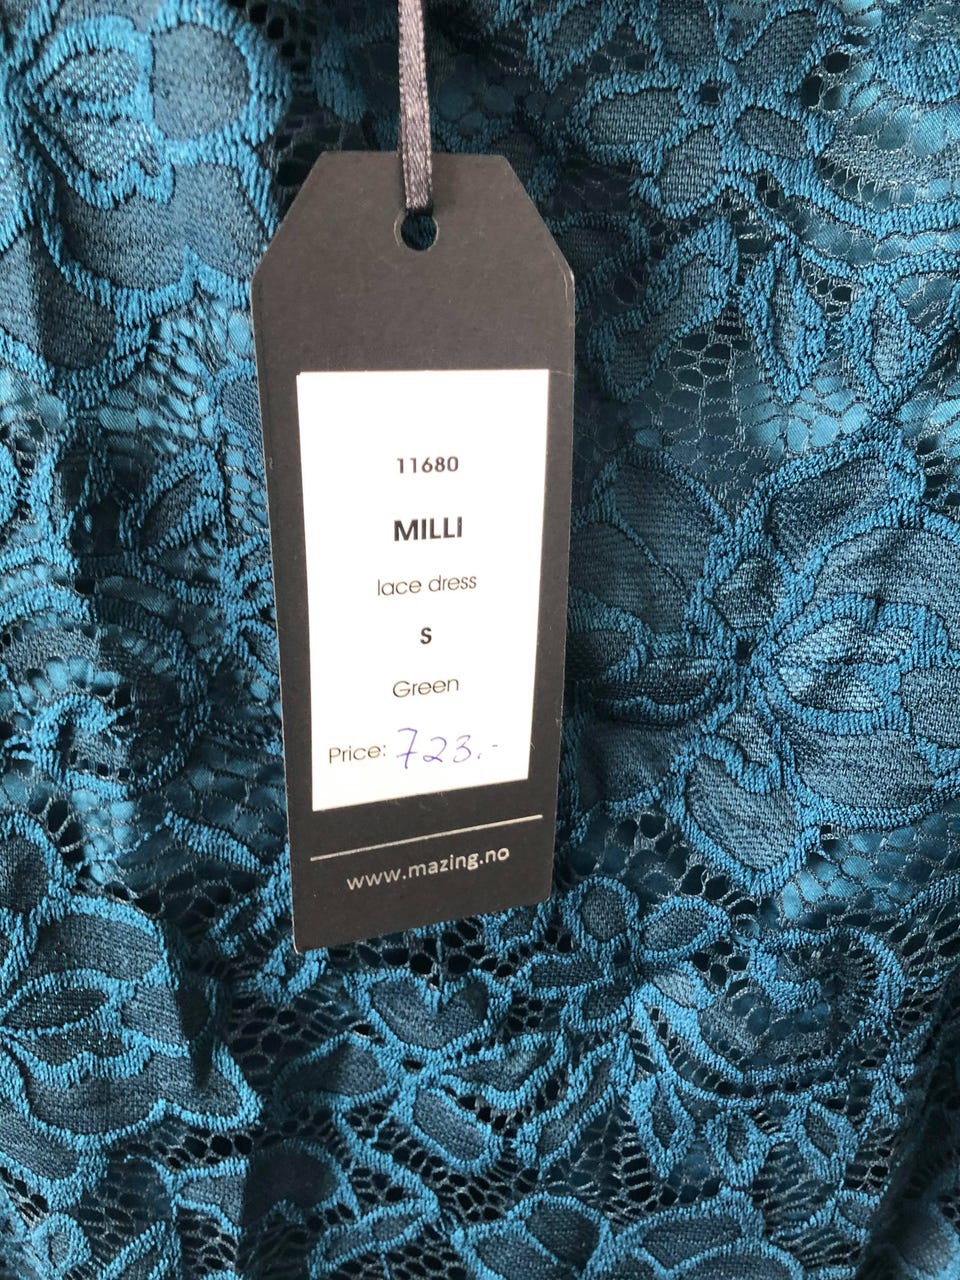 11680
MILLI
lace dress
S
Green
Price: 723.-
www.mazing.no